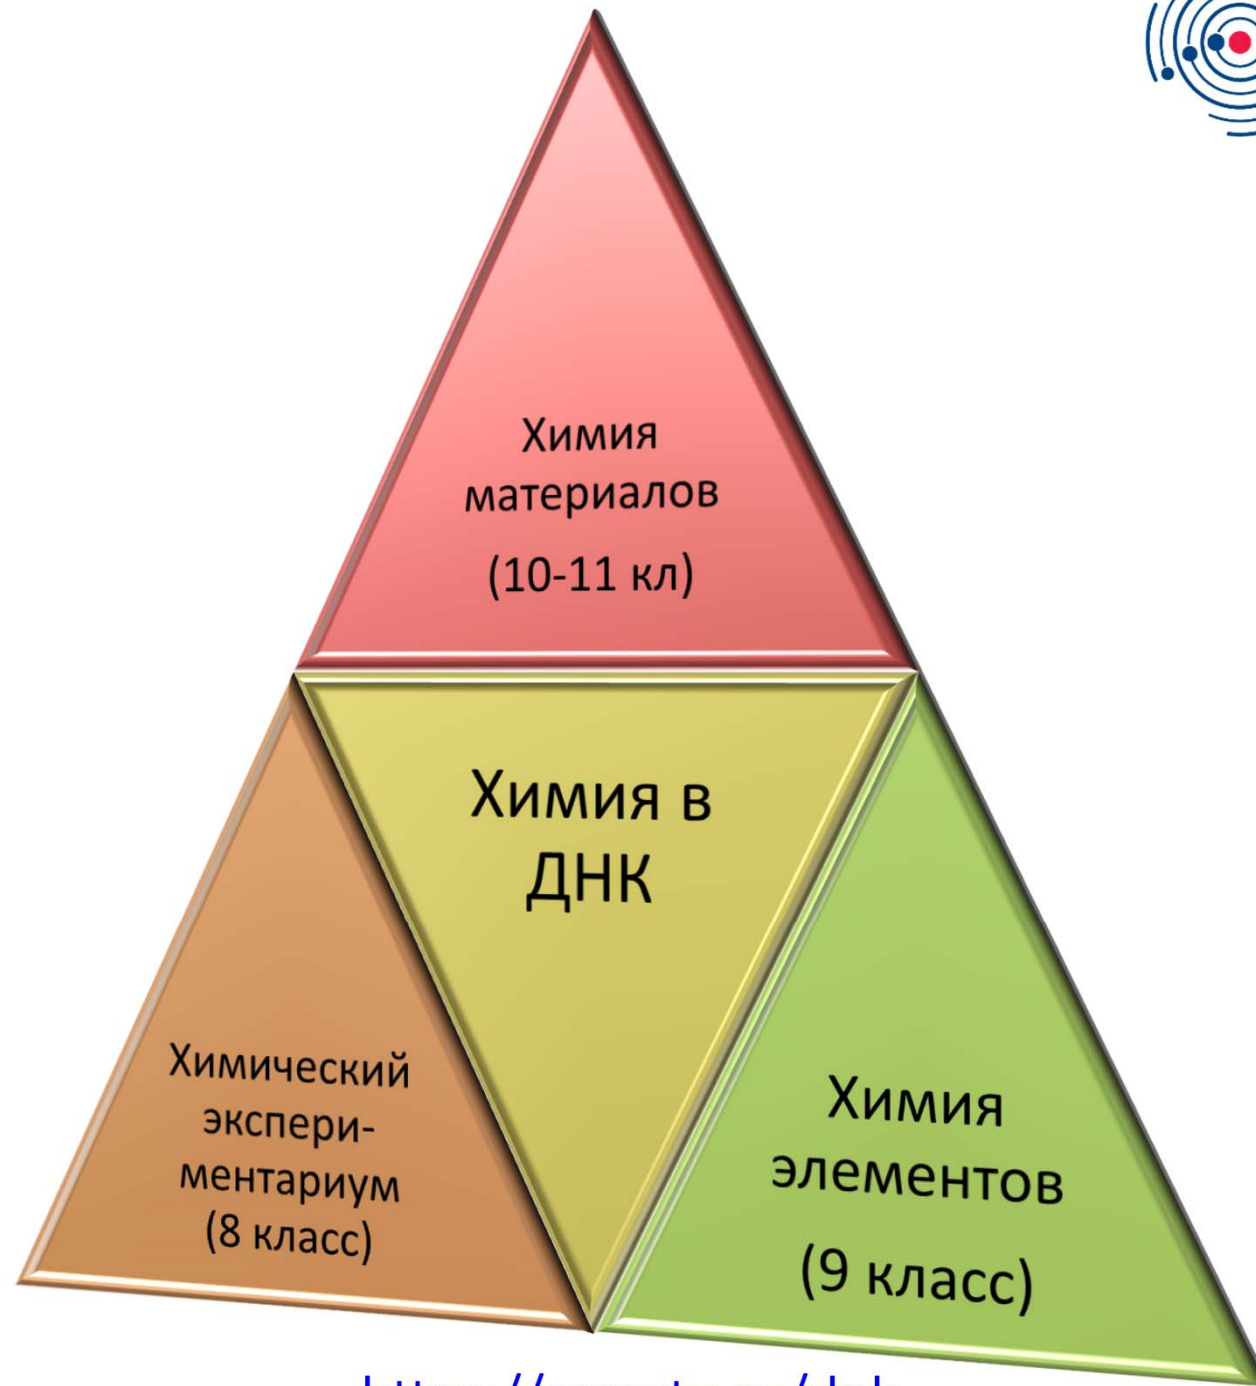 Химия
материалов
(10-11 кл)
Химия в
ДНК
Химический
экспери-
ментариум
(8 класс)
Химия
элементов
(9 класс)